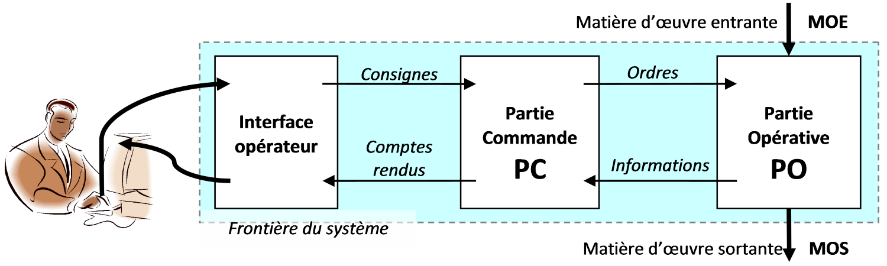 Matière d’œuvre entrante MOE
Consignes
Ordres
Interface
opérateur
Partie
Commande
PC
Partie
Opérative
PO
Comptes
rendus
Informations
Frontière du système
Matière d’œuvre sortante MOS